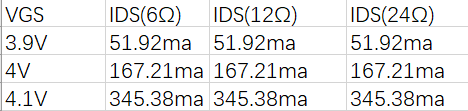 VGS IDS(6Ω) IDS(12Ω) IDS(24Ω)
3.9V 51.92ma 51.92ma 51.92ma
4V 167.21ma 167.21ma 167.21ma
4.1V 345.38ma 345.38ma 345.38ma